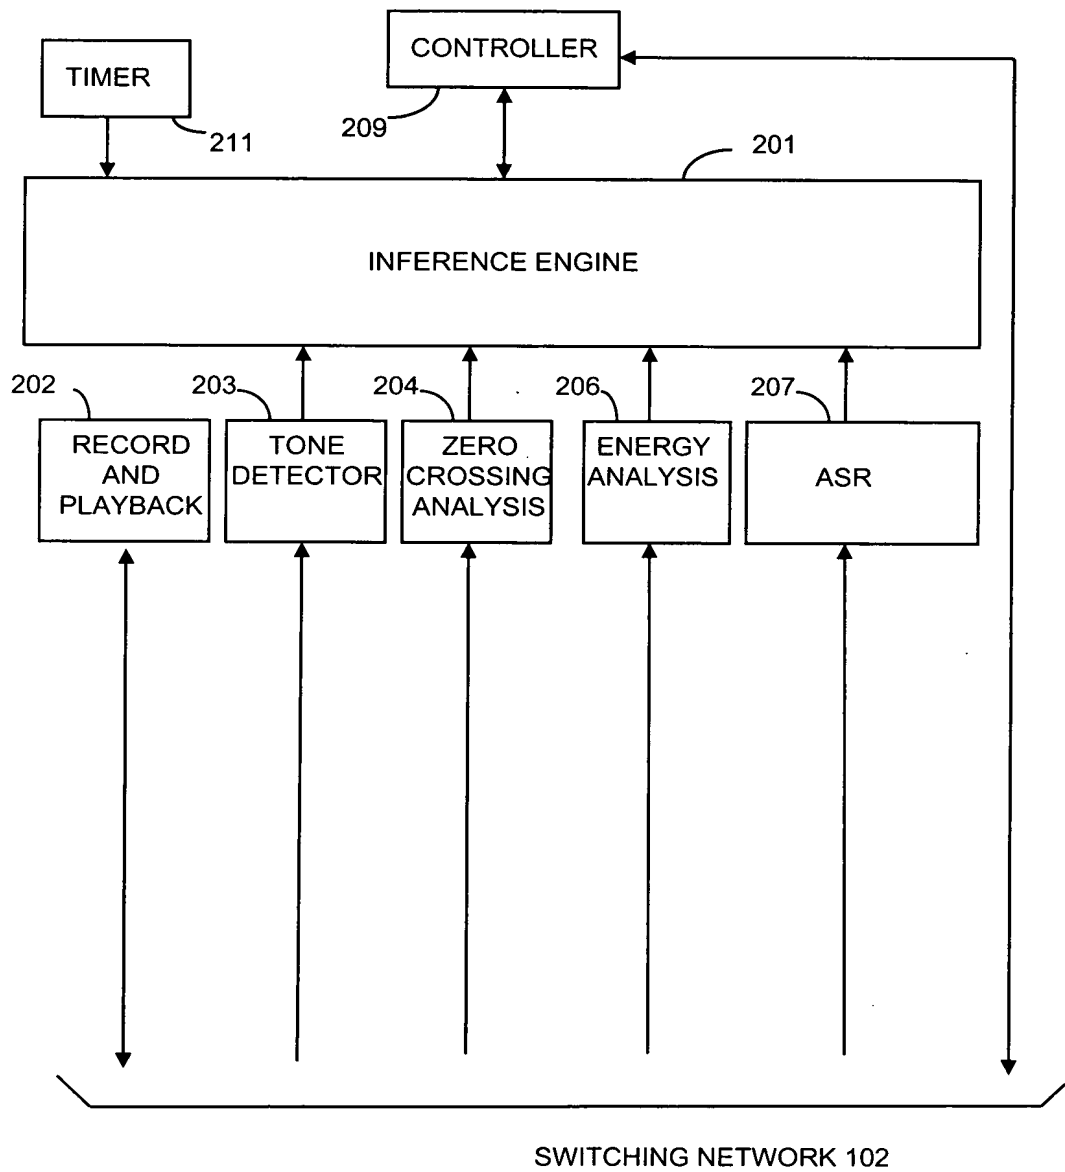 CONTROLLER
TIMER
209
211
201
INFERENCE ENGINE
202
203
204
206
207
RECORD
AND
PLAYBACK
TONE
DETECTOR
ZERO
CROSSING
ANALYSIS
ENERGY
ANALYSIS
ASR
SWITCHING NETWORK 102